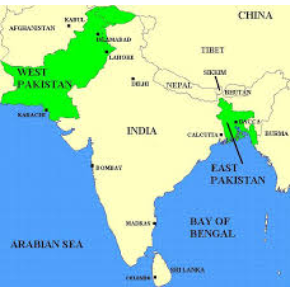 CHINA
KABUL
AFGHANISTAN
ISLAMABAD
LAHORE
TIBET
WEST
PAKISTAN
DELHI
NEPAL
SIKKIM
BHUTAN
KARACHI
DACCA
INDIA
CALCUTTA
BURMA
BOMBAY
EAST
PAKISTAN
MADRAS
BAY OF
BENGAL
ARABIAN SEA
COLOMBO
SRI LANKA